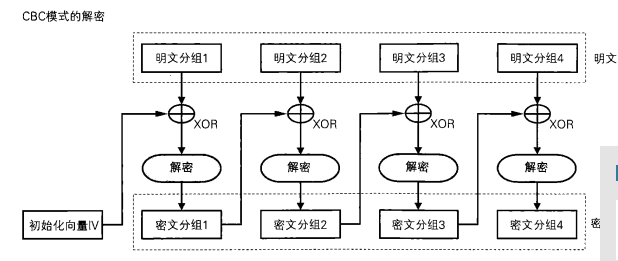 CBC模式的解密
明文分组1 明文分组2 明文分组3 明文分组4 明文
XOR XOR XOR XOR
解密 解密 解密 解密
初始化向量IV 密文分组1 密文分组2 密文分组3 密文分组4 密